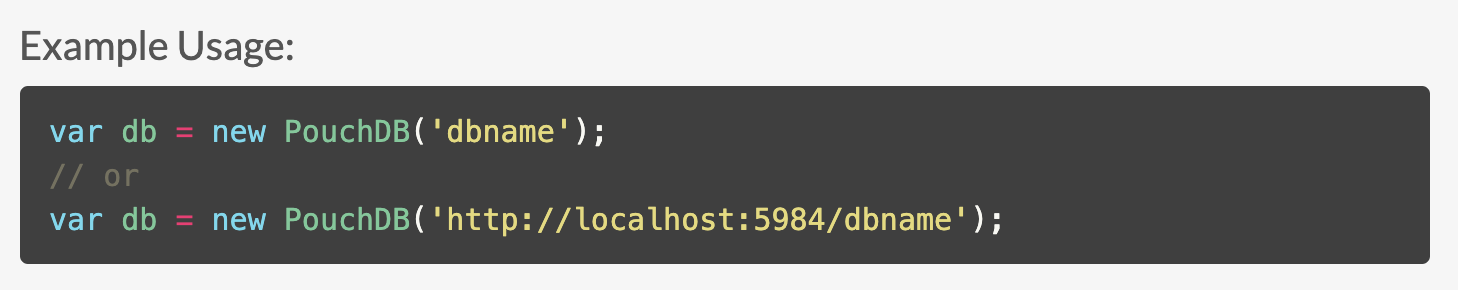 Example Usage:
var db = new PouchDB('dbname');
// or
var db = new PouchDB('http://localhost:5984/dbname');